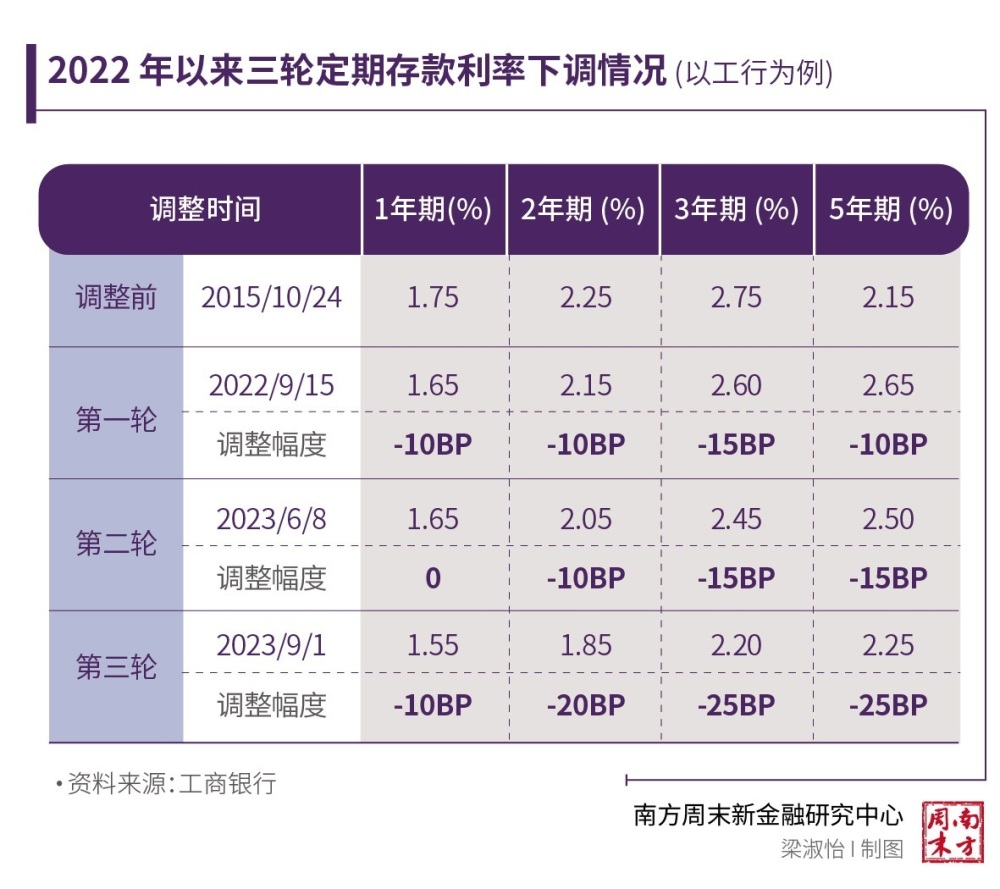 2022 年以来三轮定期存款利率下调情况 (以工行为例)
调整时间 1年期(%) 2年期 (%) 3年期 (%) 5年期 (%)
调整前 2015/10/24 1.75 2.25 2.75 2.15
第一轮
2022/9/15 1.65 2.15 2.60 2.65
调整幅度 -10BP -10BP -15BP -10BP
第二轮
2023/6/8 1.65 2.05 2.45 2.50
调整幅度 0 -10BP -15BP -15BP
第三轮
2023/9/1 1.55 1.85 2.20 2.25
调整幅度 -10BP -20BP -25BP -25BP
•资料来源：工商银行
南方周末新金融研究中心
梁淑怡 | 制图
南方周末